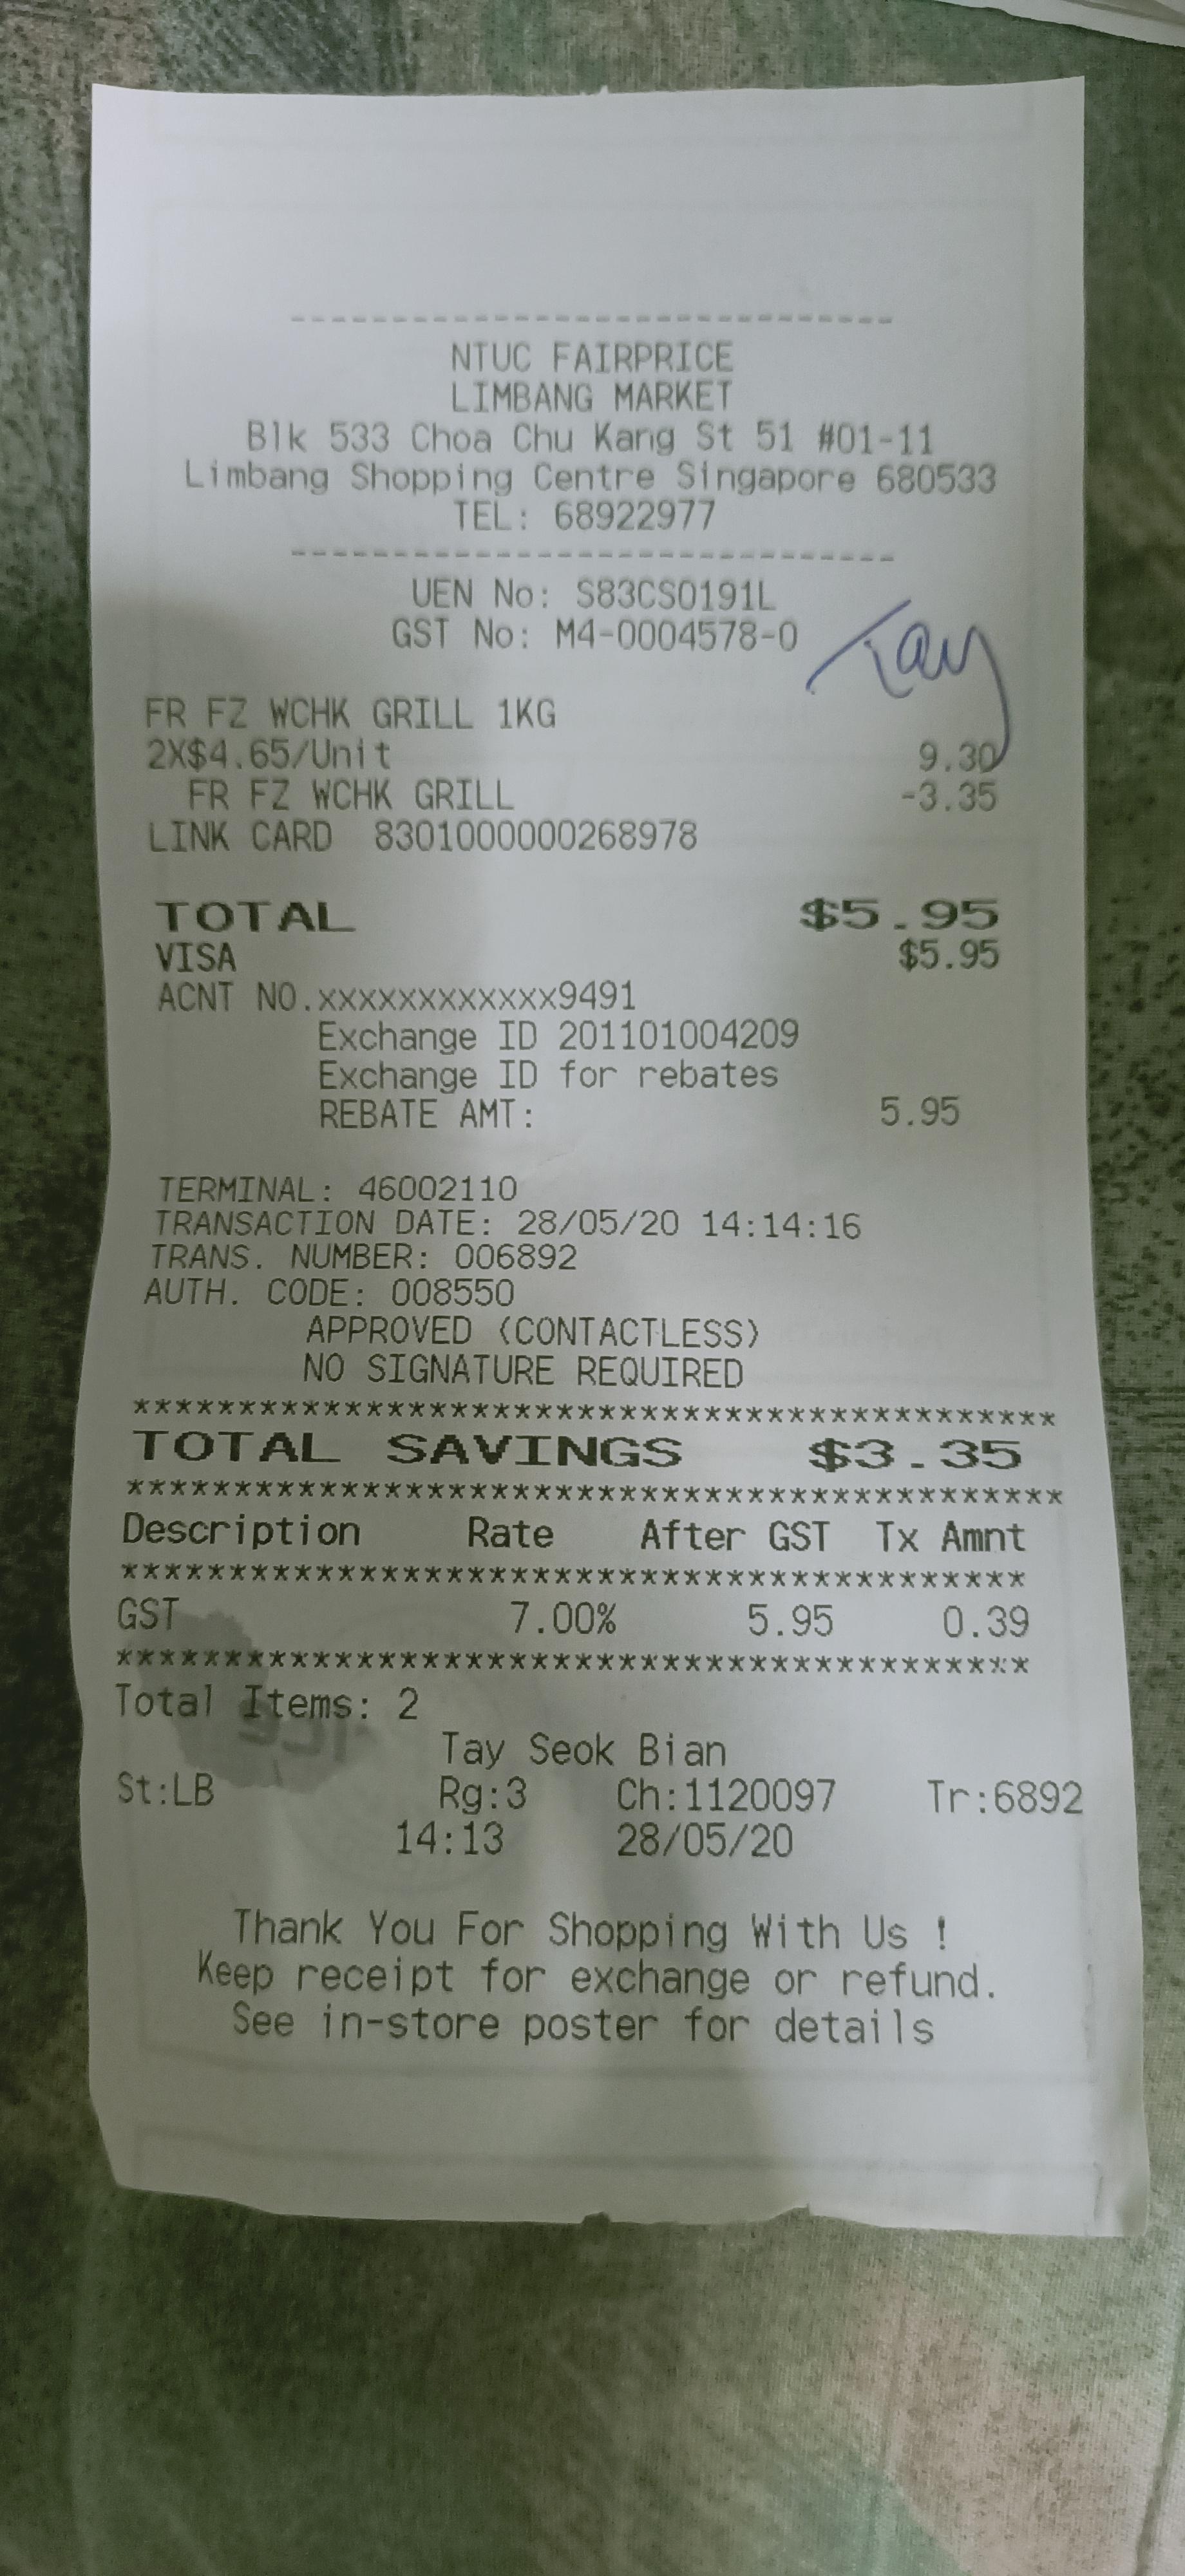 ------------------------------
NTUC FAIRPRICE
LIMBANG MARKET
Blk 533 Choa Chu Kang St 51 #01-11
Limbang Shopping Centre Singapore 680533
TEL: 68922977
------------------------------
UEN No: S83CS0191L
GST No: M4-0004578-0
Tay
FR FZ WCHK GRILL 1KG
2X$4.65/Unit 9.30
FR FZ WCHK GRILL -3.35
LINK CARD 8301000000268978
TOTAL $5.95
VISA $5.95
ACNT NO.xxxxxxxxxxxx9491
Exchange ID 201101004209
Exchange ID for rebates
REBATE AMT: 5.95
TERMINAL: 46002110
TRANSACTION DATE: 28/05/20 14:14:16
TRANS. NUMBER: 006892
AUTH. CODE: 008550
APPROVED (CONTACTLESS)
NO SIGNATURE REQUIRED
********************************************
TOTAL SAVINGS $3.35
********************************************
Description Rate After GST Tx Amnt
********************************************
GST 7.00% 5.95 0.39
********************************************
Total Items: 2
Tay Seok Bian
St:LB Rg:3 Ch:1120097 Tr:6892
14:13 28/05/20
Thank You For Shopping With Us !
Keep receipt for exchange or refund.
See in-store poster for details